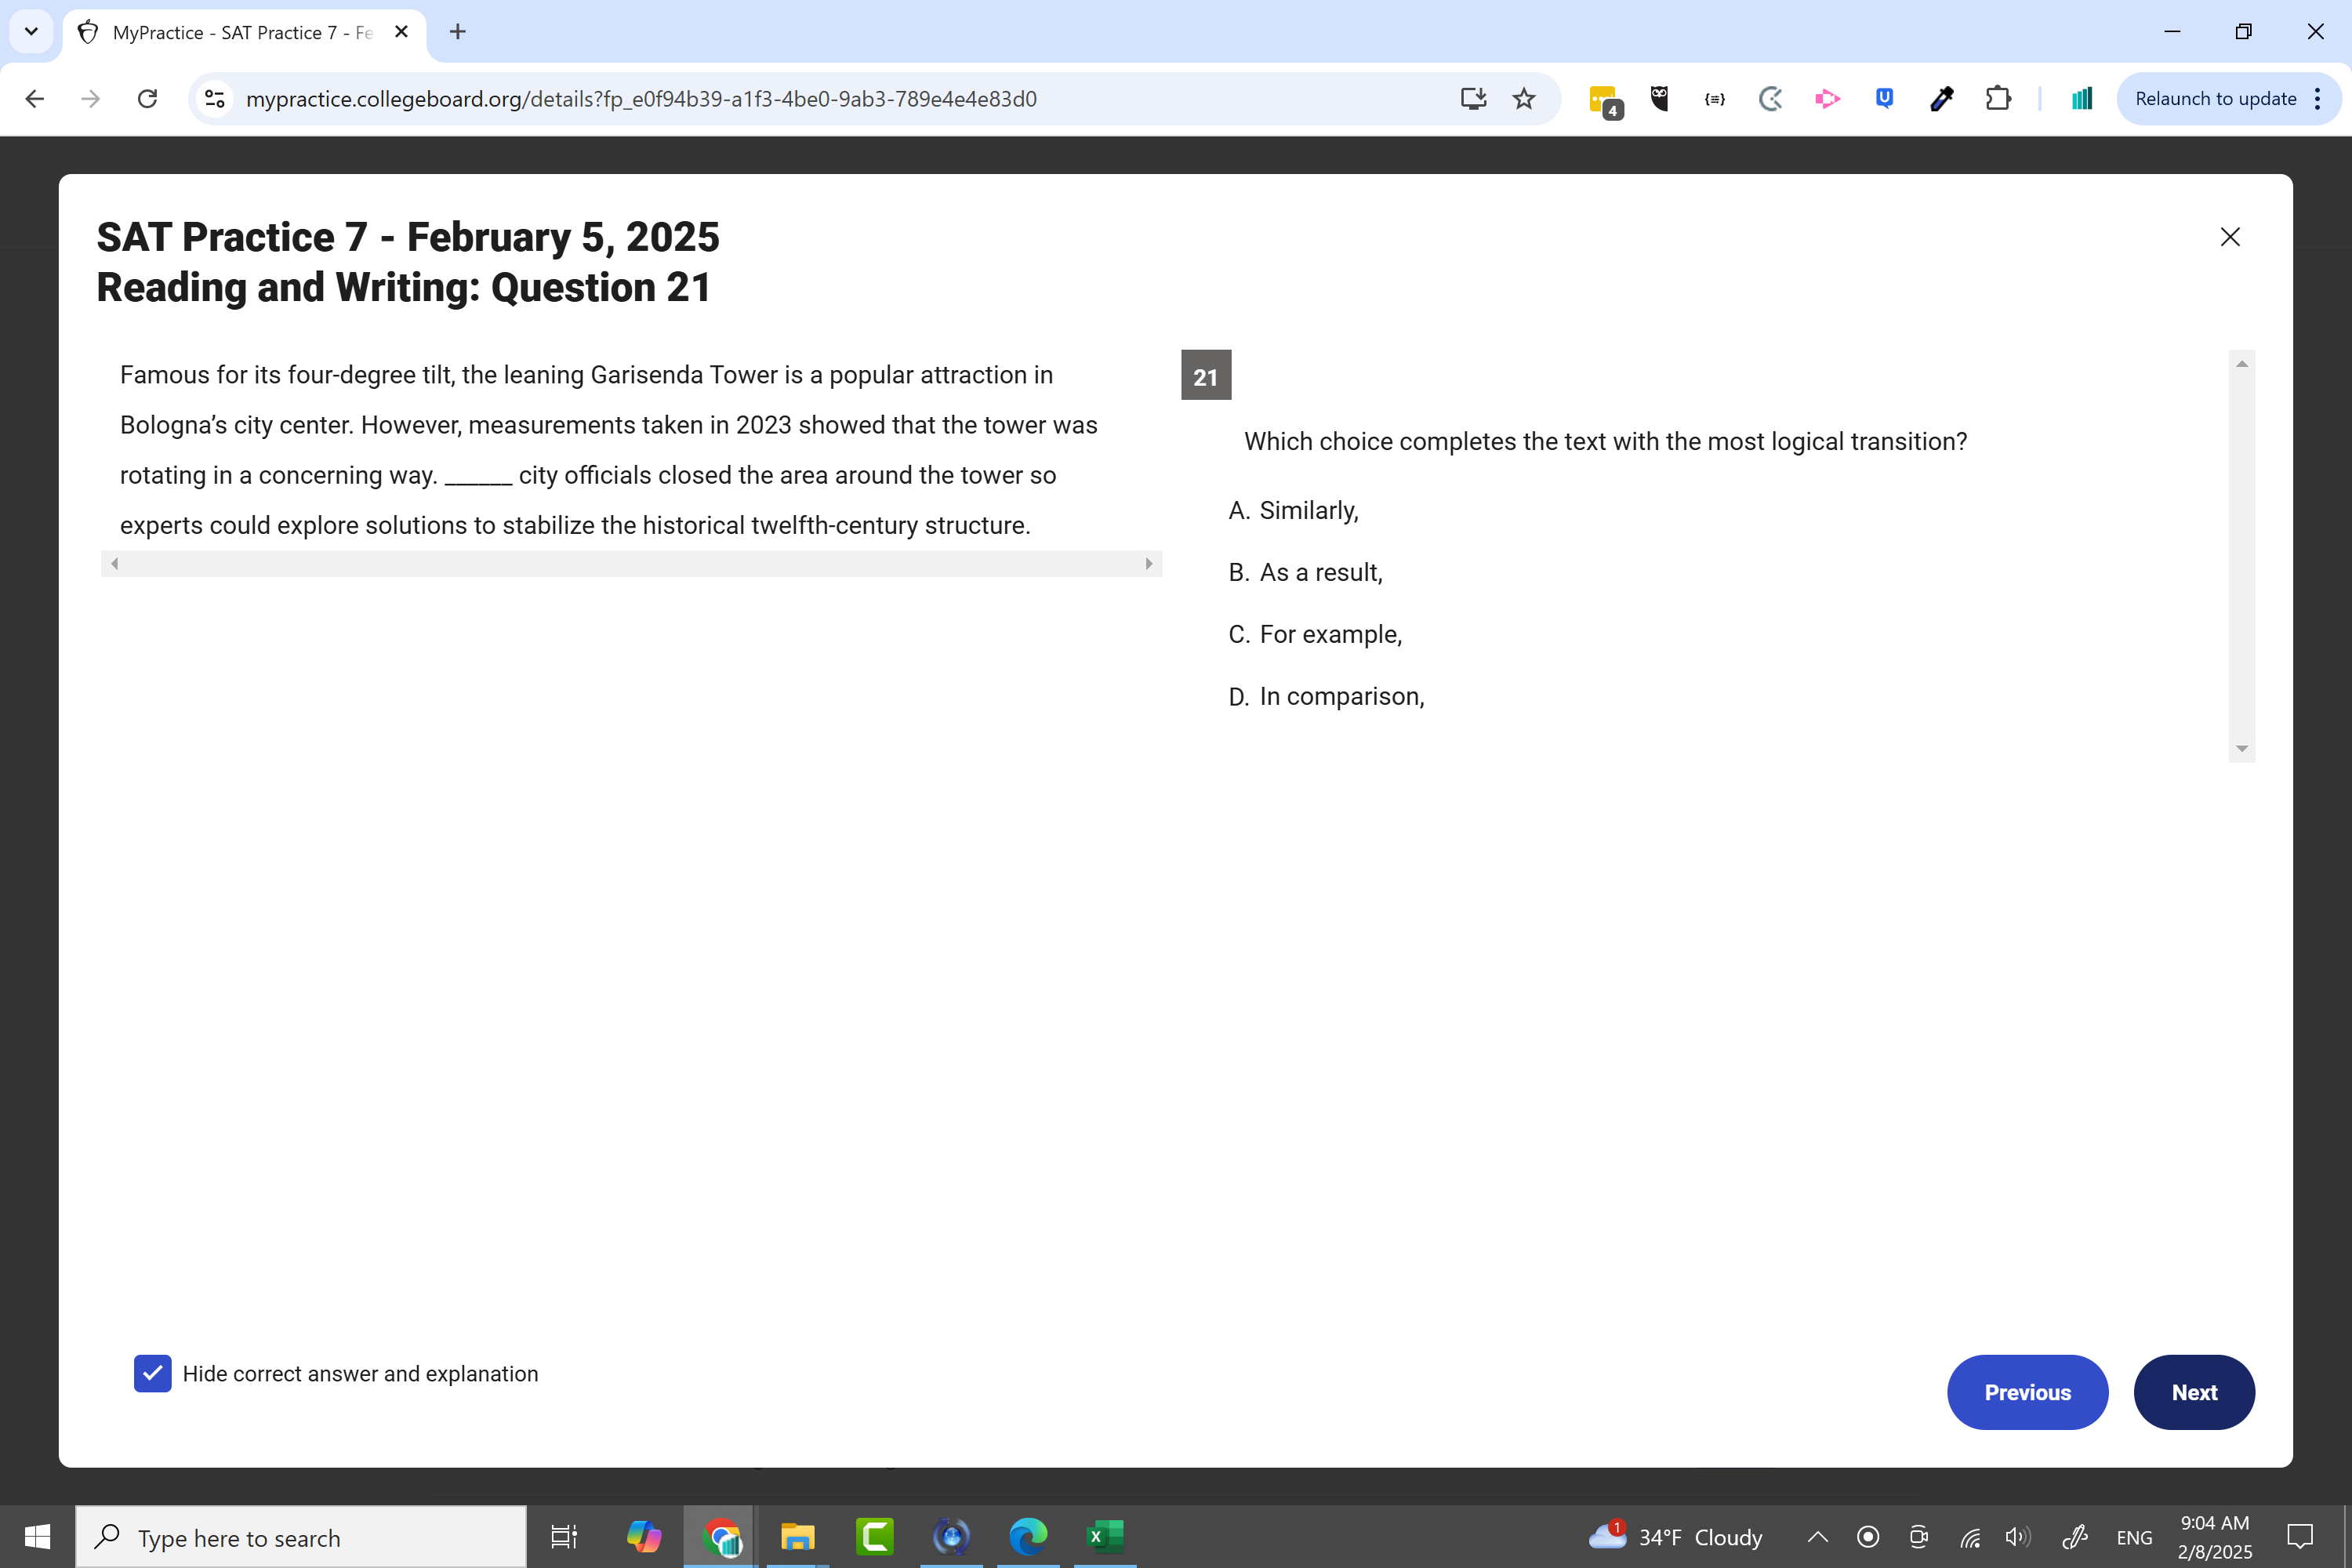 MyPractice - SAT Practice 7 - Fe
mypractice.collegeboard.org/details?fp_e0f94b39-a1f3-4be0-9ab3-789e4e4e83d0
4
Relaunch to update
SAT Practice 7 - February 5, 2025
Reading and Writing: Question 21
Famous for its four-degree tilt, the leaning Garisenda Tower is a popular attraction in
Bologna’s city center. However, measurements taken in 2023 showed that the tower was
rotating in a concerning way. ______ city officials closed the area around the tower so
experts could explore solutions to stabilize the historical twelfth-century structure.
21
Which choice completes the text with the most logical transition?
A. Similarly,
B. As a result,
C. For example,
D. In comparison,
Hide correct answer and explanation
Previous
Next
Type here to search
1
34°F Cloudy
ENG
9:04 AM
2/8/2025